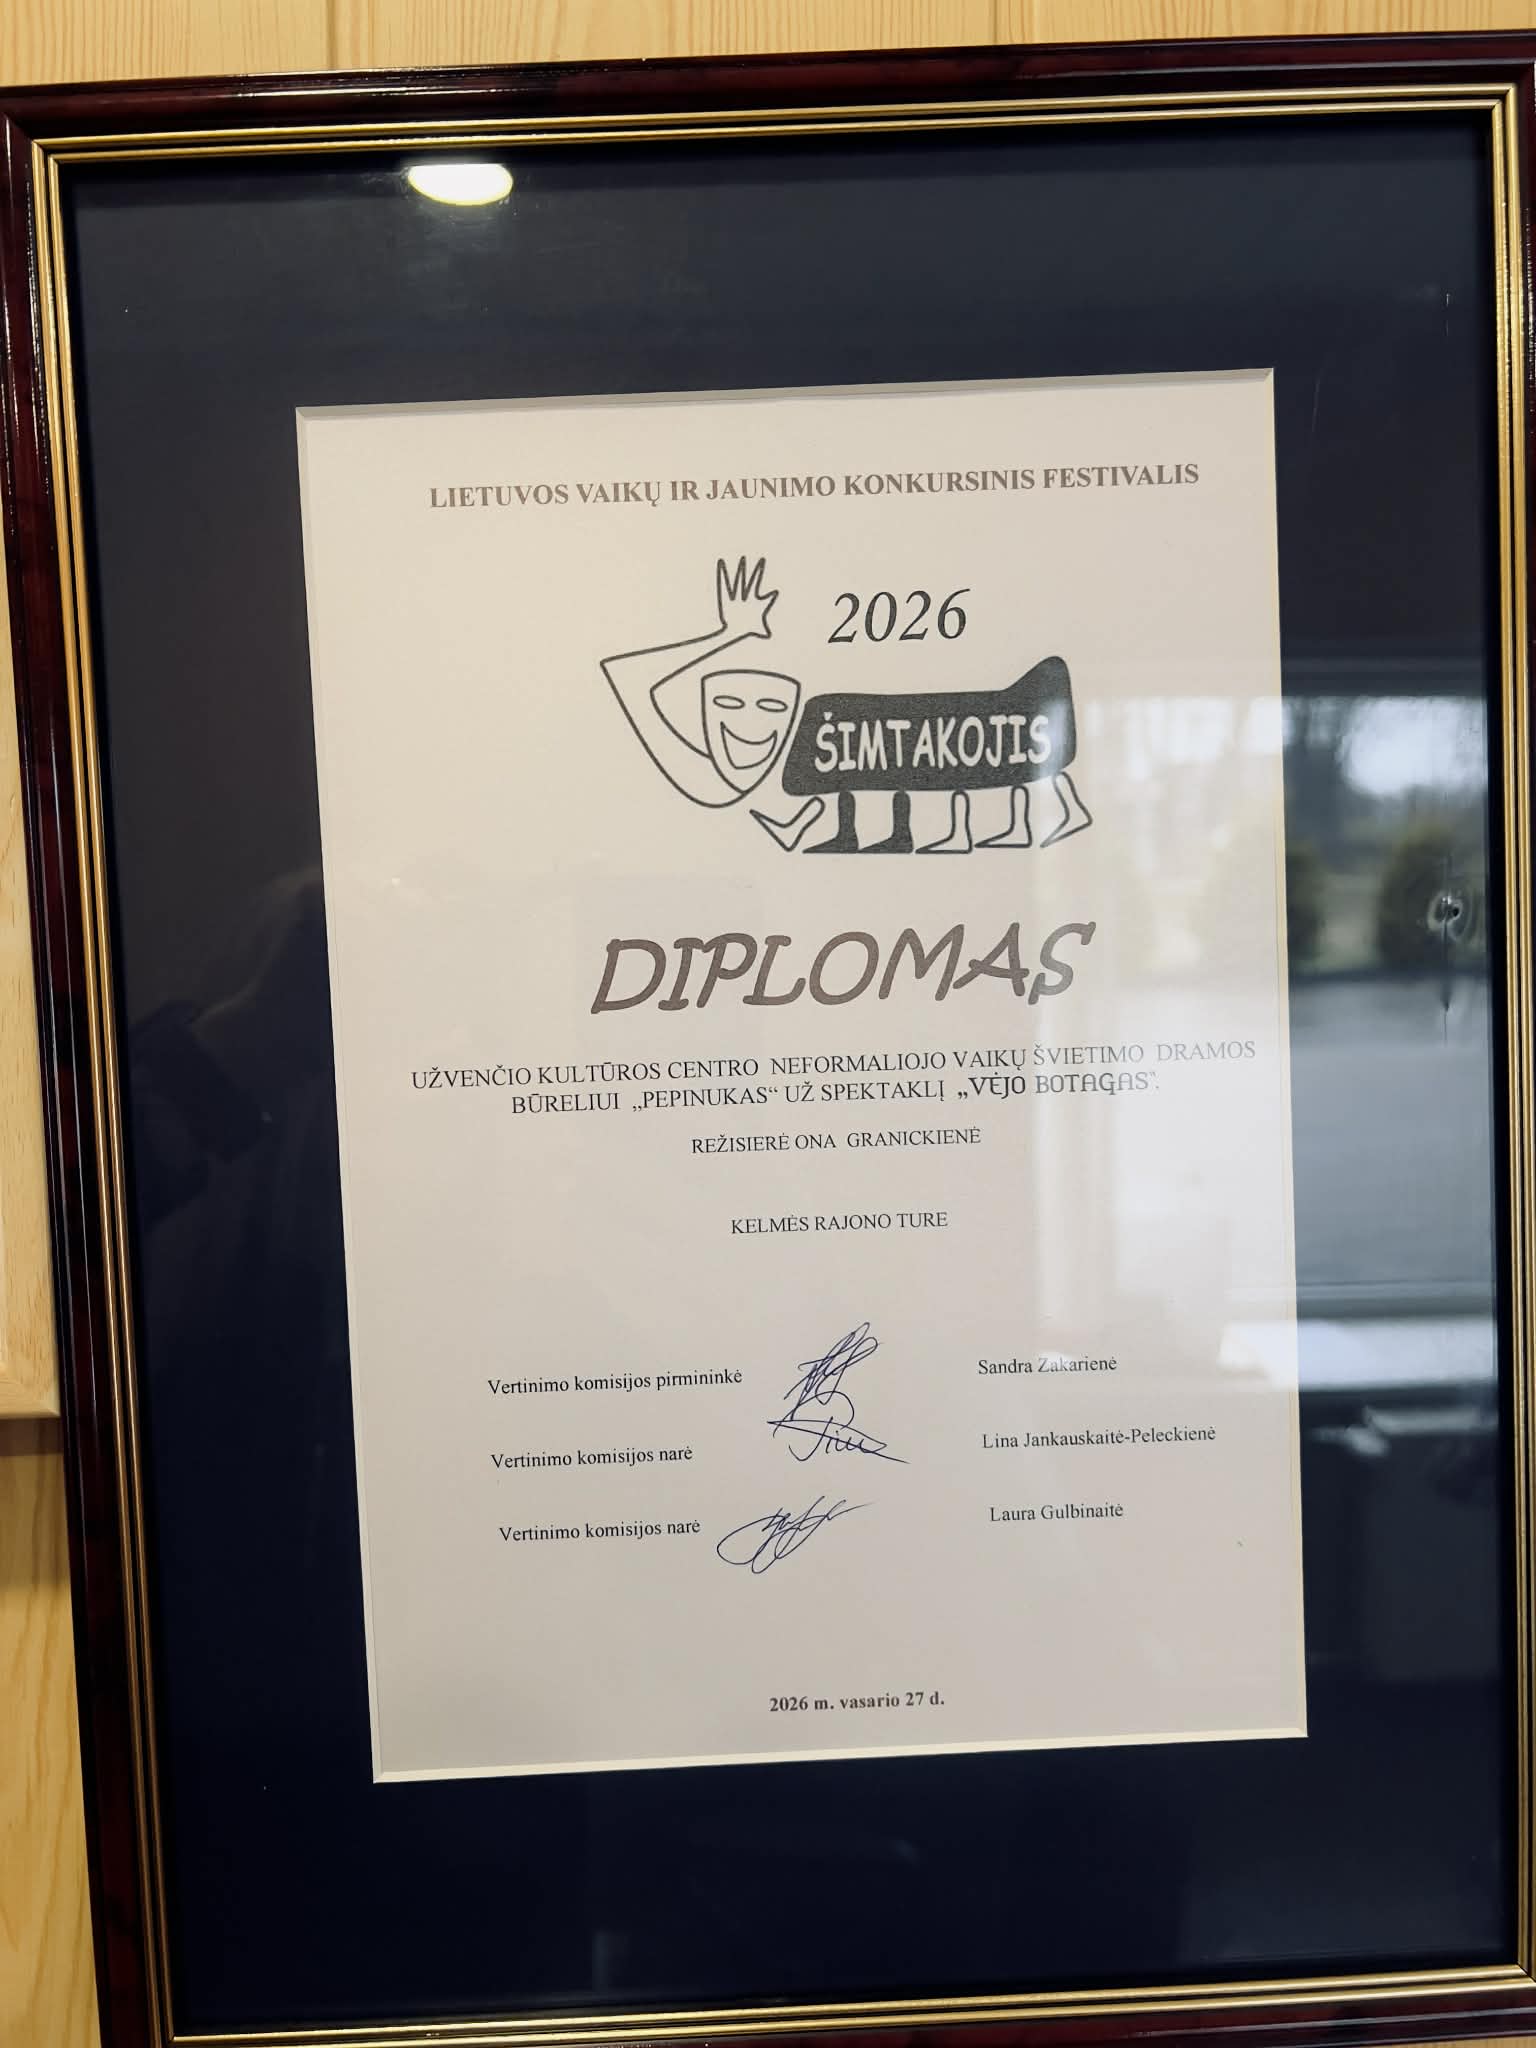 LIETUVOS VAIKŲ IR JAUNIMO KONKURSINIS FESTIVALIS
2026
ŠIMTAKOJIS
DIPLOMAS
UŽVENČIO KULTŪROS CENTRO NEFORMALIOJO VAIKŲ ŠVIETIMO DRAMOS
BŪRELIUI „PEPINUKAS“ UŽ SPEKTAKLĮ „VĖJO BOTAGAS“.
REŽISIERĖ ONA GRANICKIENĖ
KELMĖS RAJONO TURE
Vertinimo komisijos pirmininkė Sandra Zakarienė
Vertinimo komisijos narė Lina Jankauskaitė-Peleckienė
Vertinimo komisijos narė Laura Gulbinaitė
2026 m. vasario 27 d.